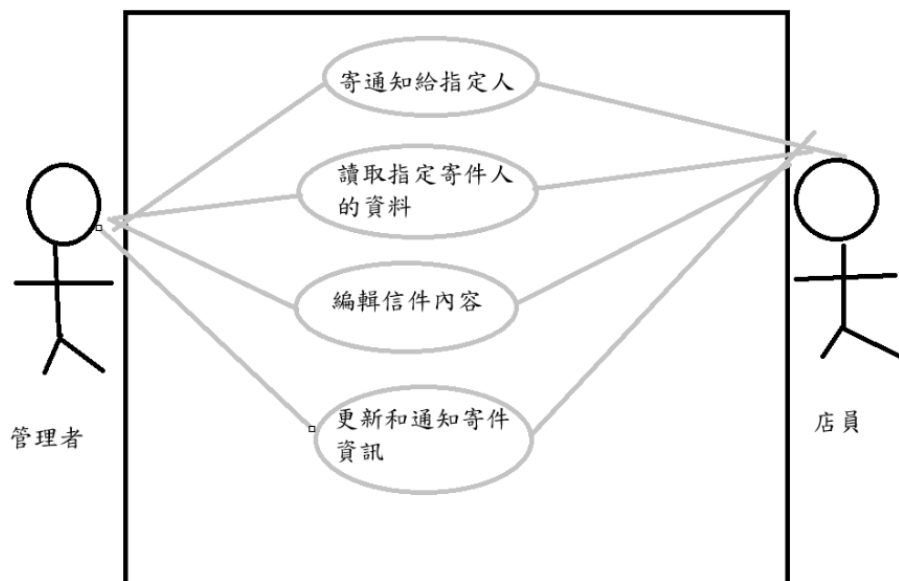 寄通知給指定人
讀取指定寄件人
的資料
編輯信件內容
更新和通知寄件
資訊
管理者
店員